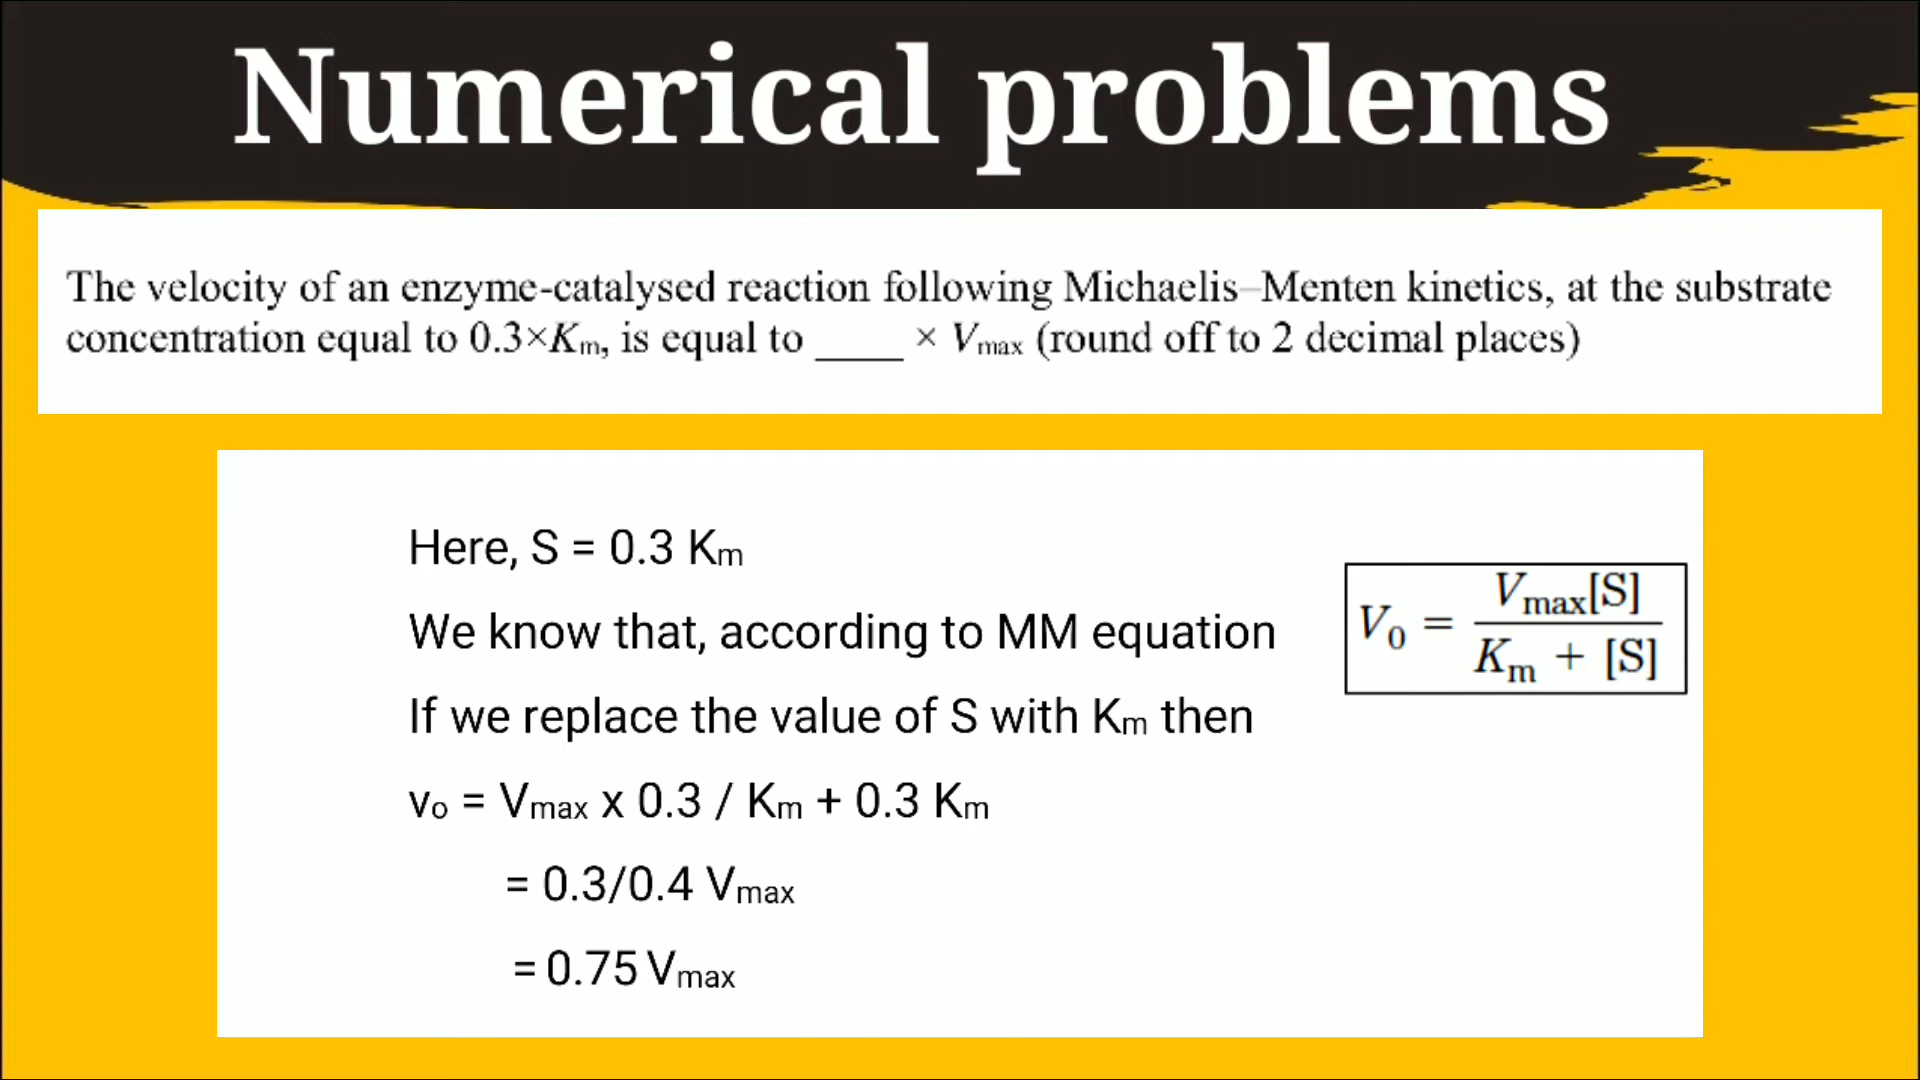 Numerical problems
The velocity of an enzyme-catalysed reaction following Michaelis–Menten kinetics, at the substrate
concentration equal to 0.3×Km, is equal to ____ × Vmax (round off to 2 decimal places)
Here, S = 0.3 Km
We know that, according to MM equation
V0 = Vmax[S] / Km + [S]
If we replace the value of S with Km then
vo = Vmax x 0.3 / Km + 0.3 Km
= 0.3/0.4 Vmax
= 0.75 Vmax